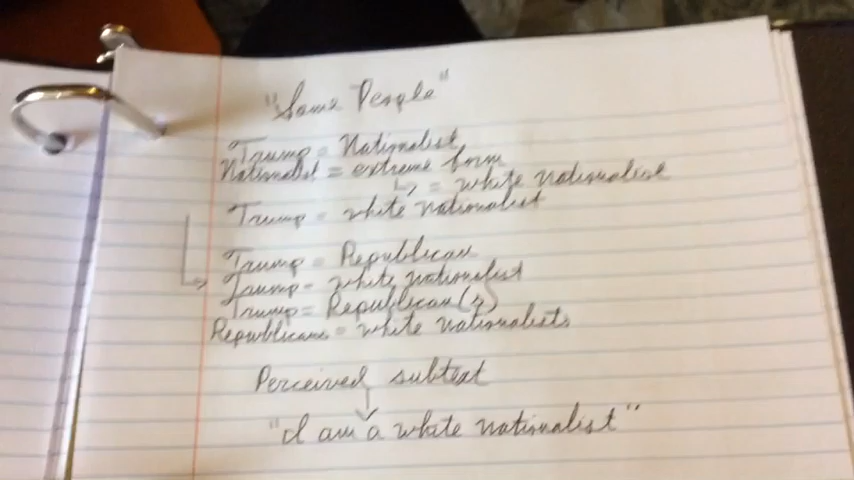 "Some People"
Trump = Nationalist
Nationalist = extreme form
↳ = white nationalist
Trump = white nationalist
Trump = Republican
Trump = white nationalist
Trump = Republican(s)
Republicans = white nationalists
Perceived subtext
"I am a white nationalist"